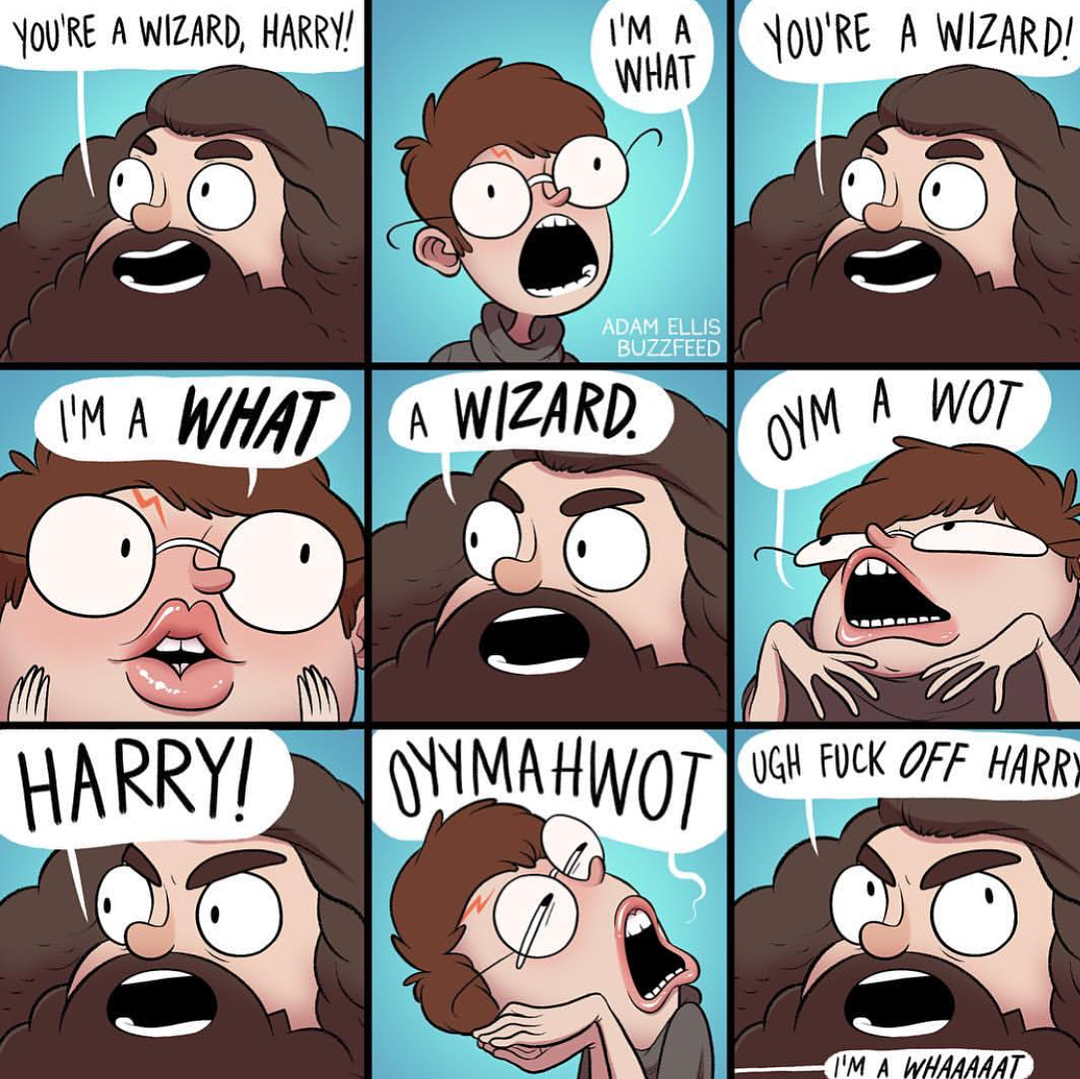 YOU'RE A WIZARD, HARRY!
I'M A
WHAT
ADAM ELLIS
BUZZFEED
YOU'RE A WIZARD!
I'M A WHAT
A WIZARD.
OYM A WOT
HARRY!
OYYMAHWOT
UGH FUCK OFF HARRY
I'M A WHAAAAAT